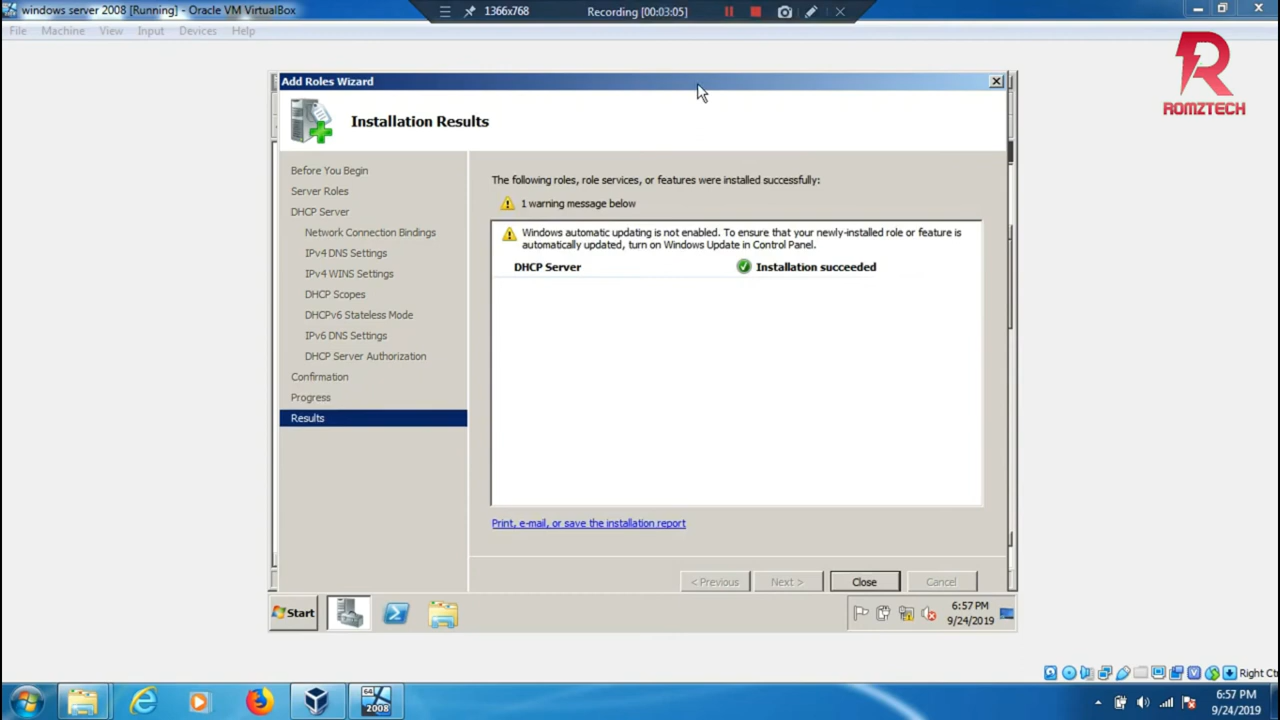 windows server 2008 [Running] - Oracle VM VirtualBox
1366x768
Recording [00:03:05]
File Machine View Input Devices Help
ROMZTECH
Add Roles Wizard
Installation Results
Before You Begin
Server Roles
DHCP Server
Network Connection Bindings
IPv4 DNS Settings
IPv4 WINS Settings
DHCP Scopes
DHCPv6 Stateless Mode
IPv6 DNS Settings
DHCP Server Authorization
Confirmation
Progress
Results
The following roles, role services, or features were installed successfully:
1 warning message below
Windows automatic updating is not enabled. To ensure that your newly-installed role or feature is
automatically updated, turn on Windows Update in Control Panel.
DHCP Server Installation succeeded
Print, e-mail, or save the installation report
< Previous Next > Close Cancel
Start
6:57 PM
9/24/2019
Right Ct
64
2008
6:57 PM
9/24/2019